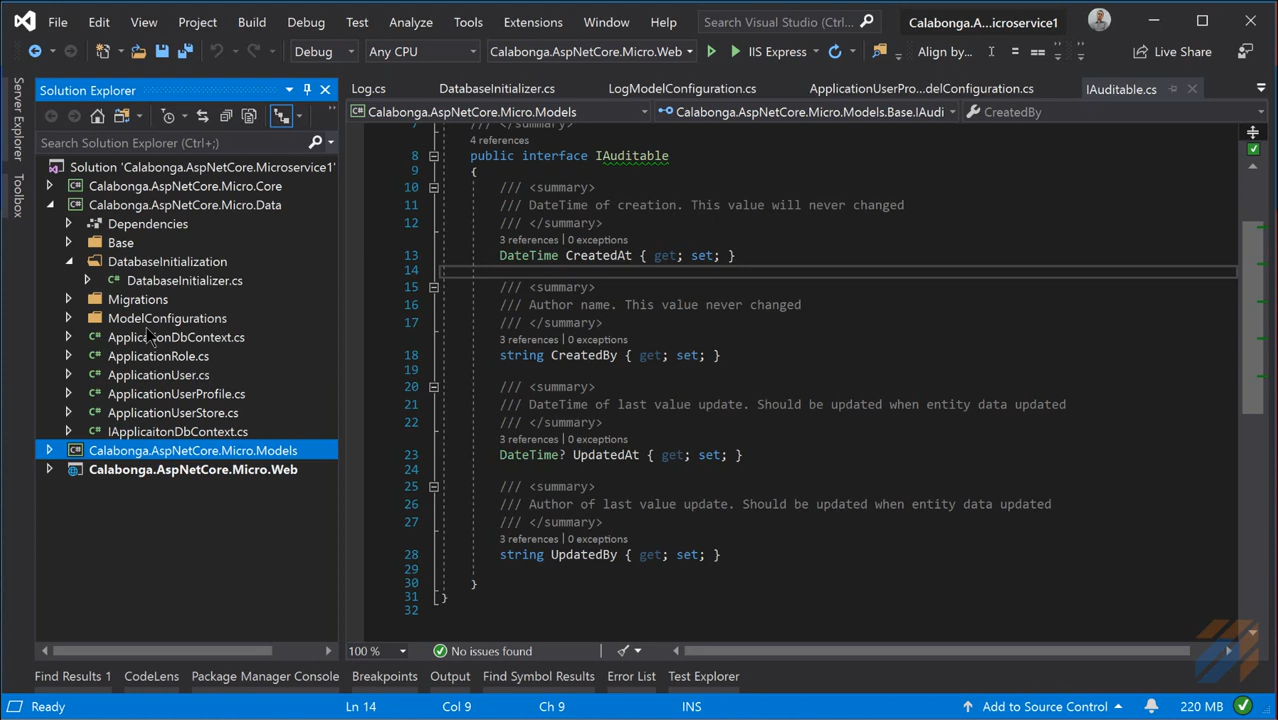 File Edit View Project Build Debug Test Analyze Tools Extensions Window Help Search Visual Studio (Ctrl+Q) Calabonga.A...icroservice1
Debug Any CPU Calabonga.AspNetCore.Micro.Web IIS Express Align by... = == Live Share
Server Explorer
Toolbox
Solution Explorer
Search Solution Explorer (Ctrl+;)
Solution 'Calabonga.AspNetCore.Microservice1'
Calabonga.AspNetCore.Micro.Core
Calabonga.AspNetCore.Micro.Data
Dependencies
Base
DatabaseInitialization
DatabaseInitializer.cs
Migrations
ModelConfigurations
ApplicationDbContext.cs
ApplicationRole.cs
ApplicationUser.cs
ApplicationUserProfile.cs
ApplicationUserStore.cs
IApplicaitonDbContext.cs
Calabonga.AspNetCore.Micro.Models
Calabonga.AspNetCore.Micro.Web
Log.cs DatabaseInitializer.cs LogModelConfiguration.cs ApplicationUserPro...delConfiguration.cs IAuditable.cs
Calabonga.AspNetCore.Micro.Models Calabonga.AspNetCore.Micro.Models.Base.IAudi CreatedBy
7 /// </summary>
4 references
8 public interface IAuditable
9 {
10 /// <summary>
11 /// DateTime of creation. This value will never changed
12 /// </summary>
3 references | 0 exceptions
13 DateTime CreatedAt { get; set; }
14
15 /// <summary>
16 /// Author name. This value never changed
17 /// </summary>
3 references | 0 exceptions
18 string CreatedBy { get; set; }
19
20 /// <summary>
21 /// DateTime of last value update. Should be updated when entity data updated
22 /// </summary>
3 references | 0 exceptions
23 DateTime? UpdatedAt { get; set; }
24
25 /// <summary>
26 /// Author of last value update. Should be updated when entity data updated
27 /// </summary>
3 references | 0 exceptions
28 string UpdatedBy { get; set; }
29
30 }
31 }
32
100 % No issues found
Find Results 1 CodeLens Package Manager Console Breakpoints Output Find Symbol Results Error List Test Explorer
Ready Ln 14 Col 9 Ch 9 INS Add to Source Control 220 MB